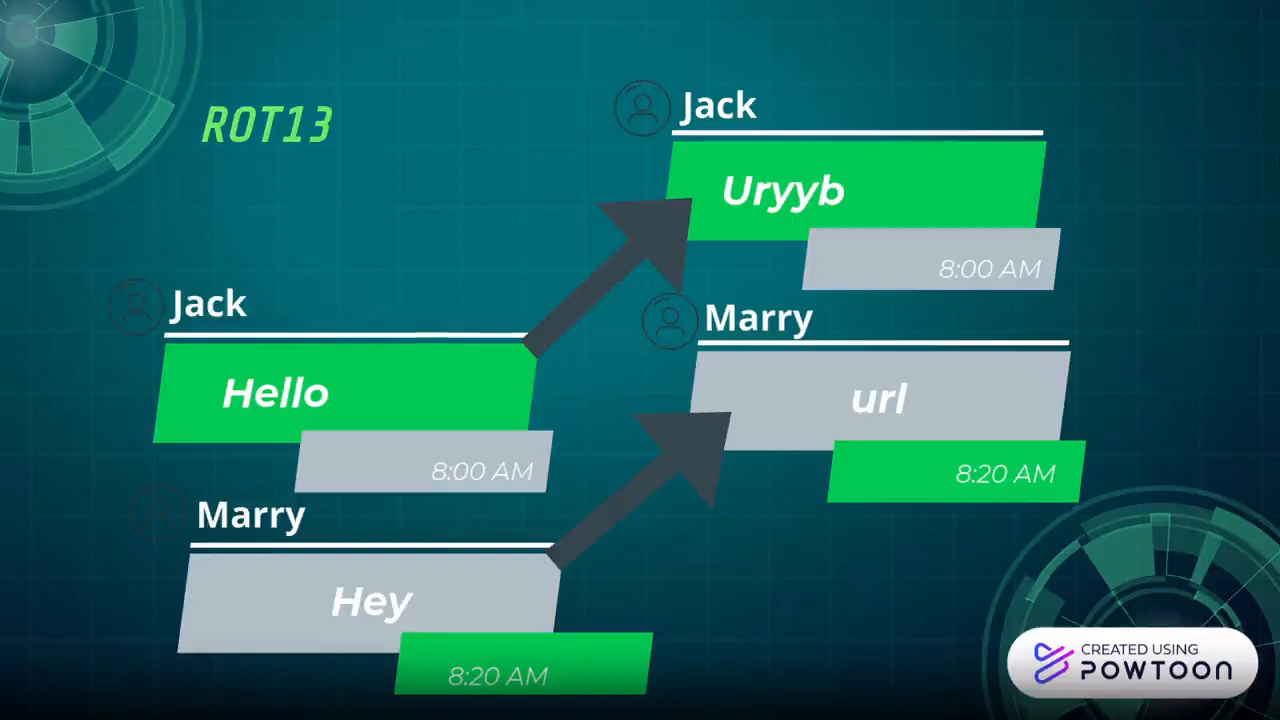 ROT13
Jack
Uryyb
8:00 AM
Marry
url
8:20 AM
Jack
Hello
8:00 AM
Marry
Hey
8:20 AM
CREATED USING
POWTOON